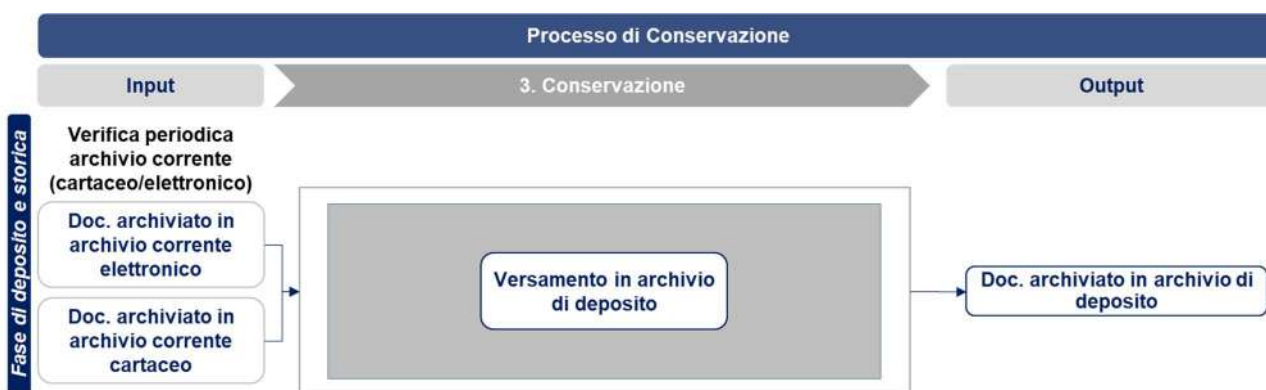 Processo di Conservazione
Input
3. Conservazione
Output
Fase di deposito e storica
Verifica periodica
archivio corrente
(cartaceo/elettronico)
Doc. archiviato in
archivio corrente
elettronico
Doc. archiviato in
archivio corrente
cartaceo
Versamento in archivio
di deposito
Doc. archiviato in archivio di
deposito